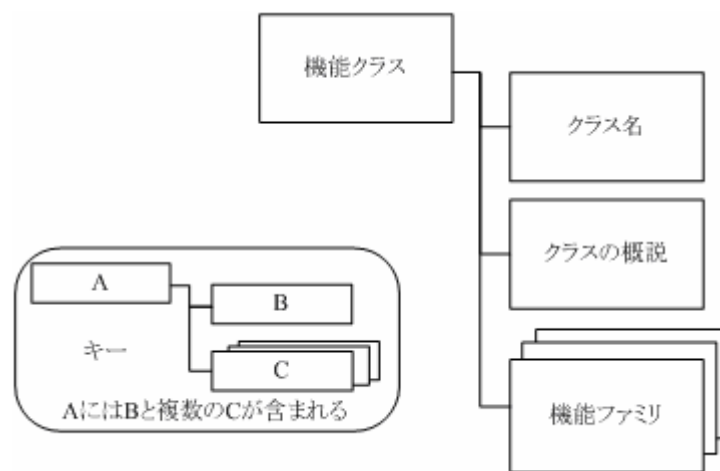 機能クラス
クラス名
クラスの概説
機能ファミリ
A
B
キー
C
AにはBと複数のCが含まれる